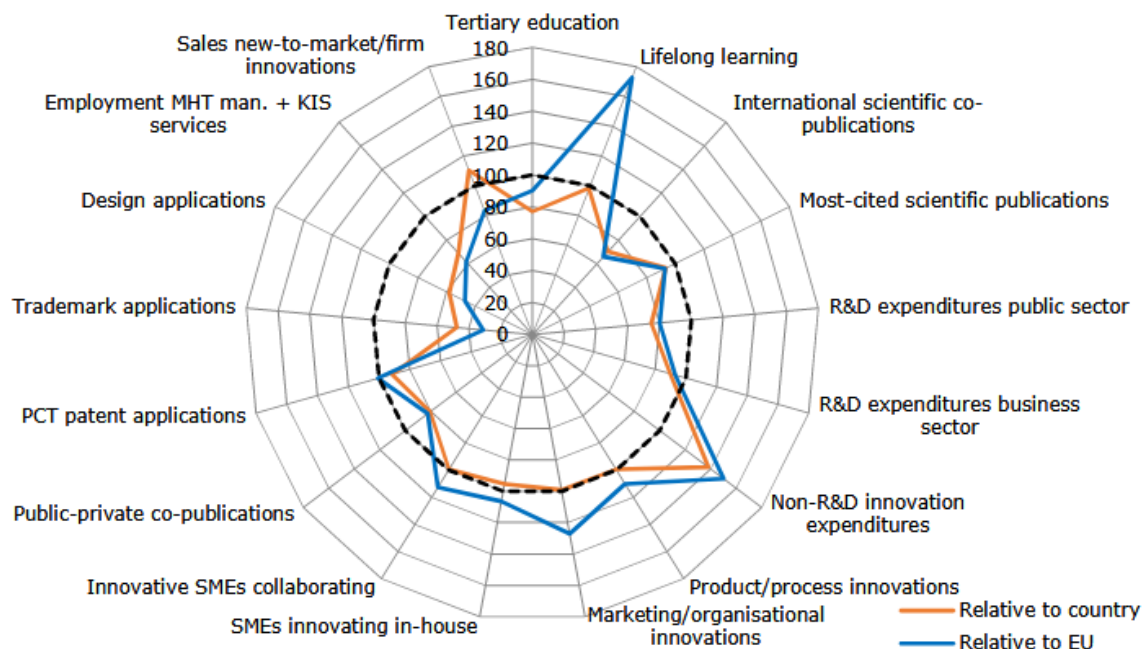 Tertiary education
Sales new-to-market/firm
innovations
180
Lifelong learning
160
Employment MHT man. + KIS
services
International scientific co-
publications
140
120
Design applications
100
Most-cited scientific publications
80
60
40
Trademark applications
20
R&D expenditures public sector
0
PCT patent applications
R&D expenditures business
sector
Public-private co-publications
Non-R&D innovation
expenditures
Innovative SMEs collaborating
Product/process innovations
SMEs innovating in-house
Marketing/organisational
innovations
Relative to country
Relative to EU